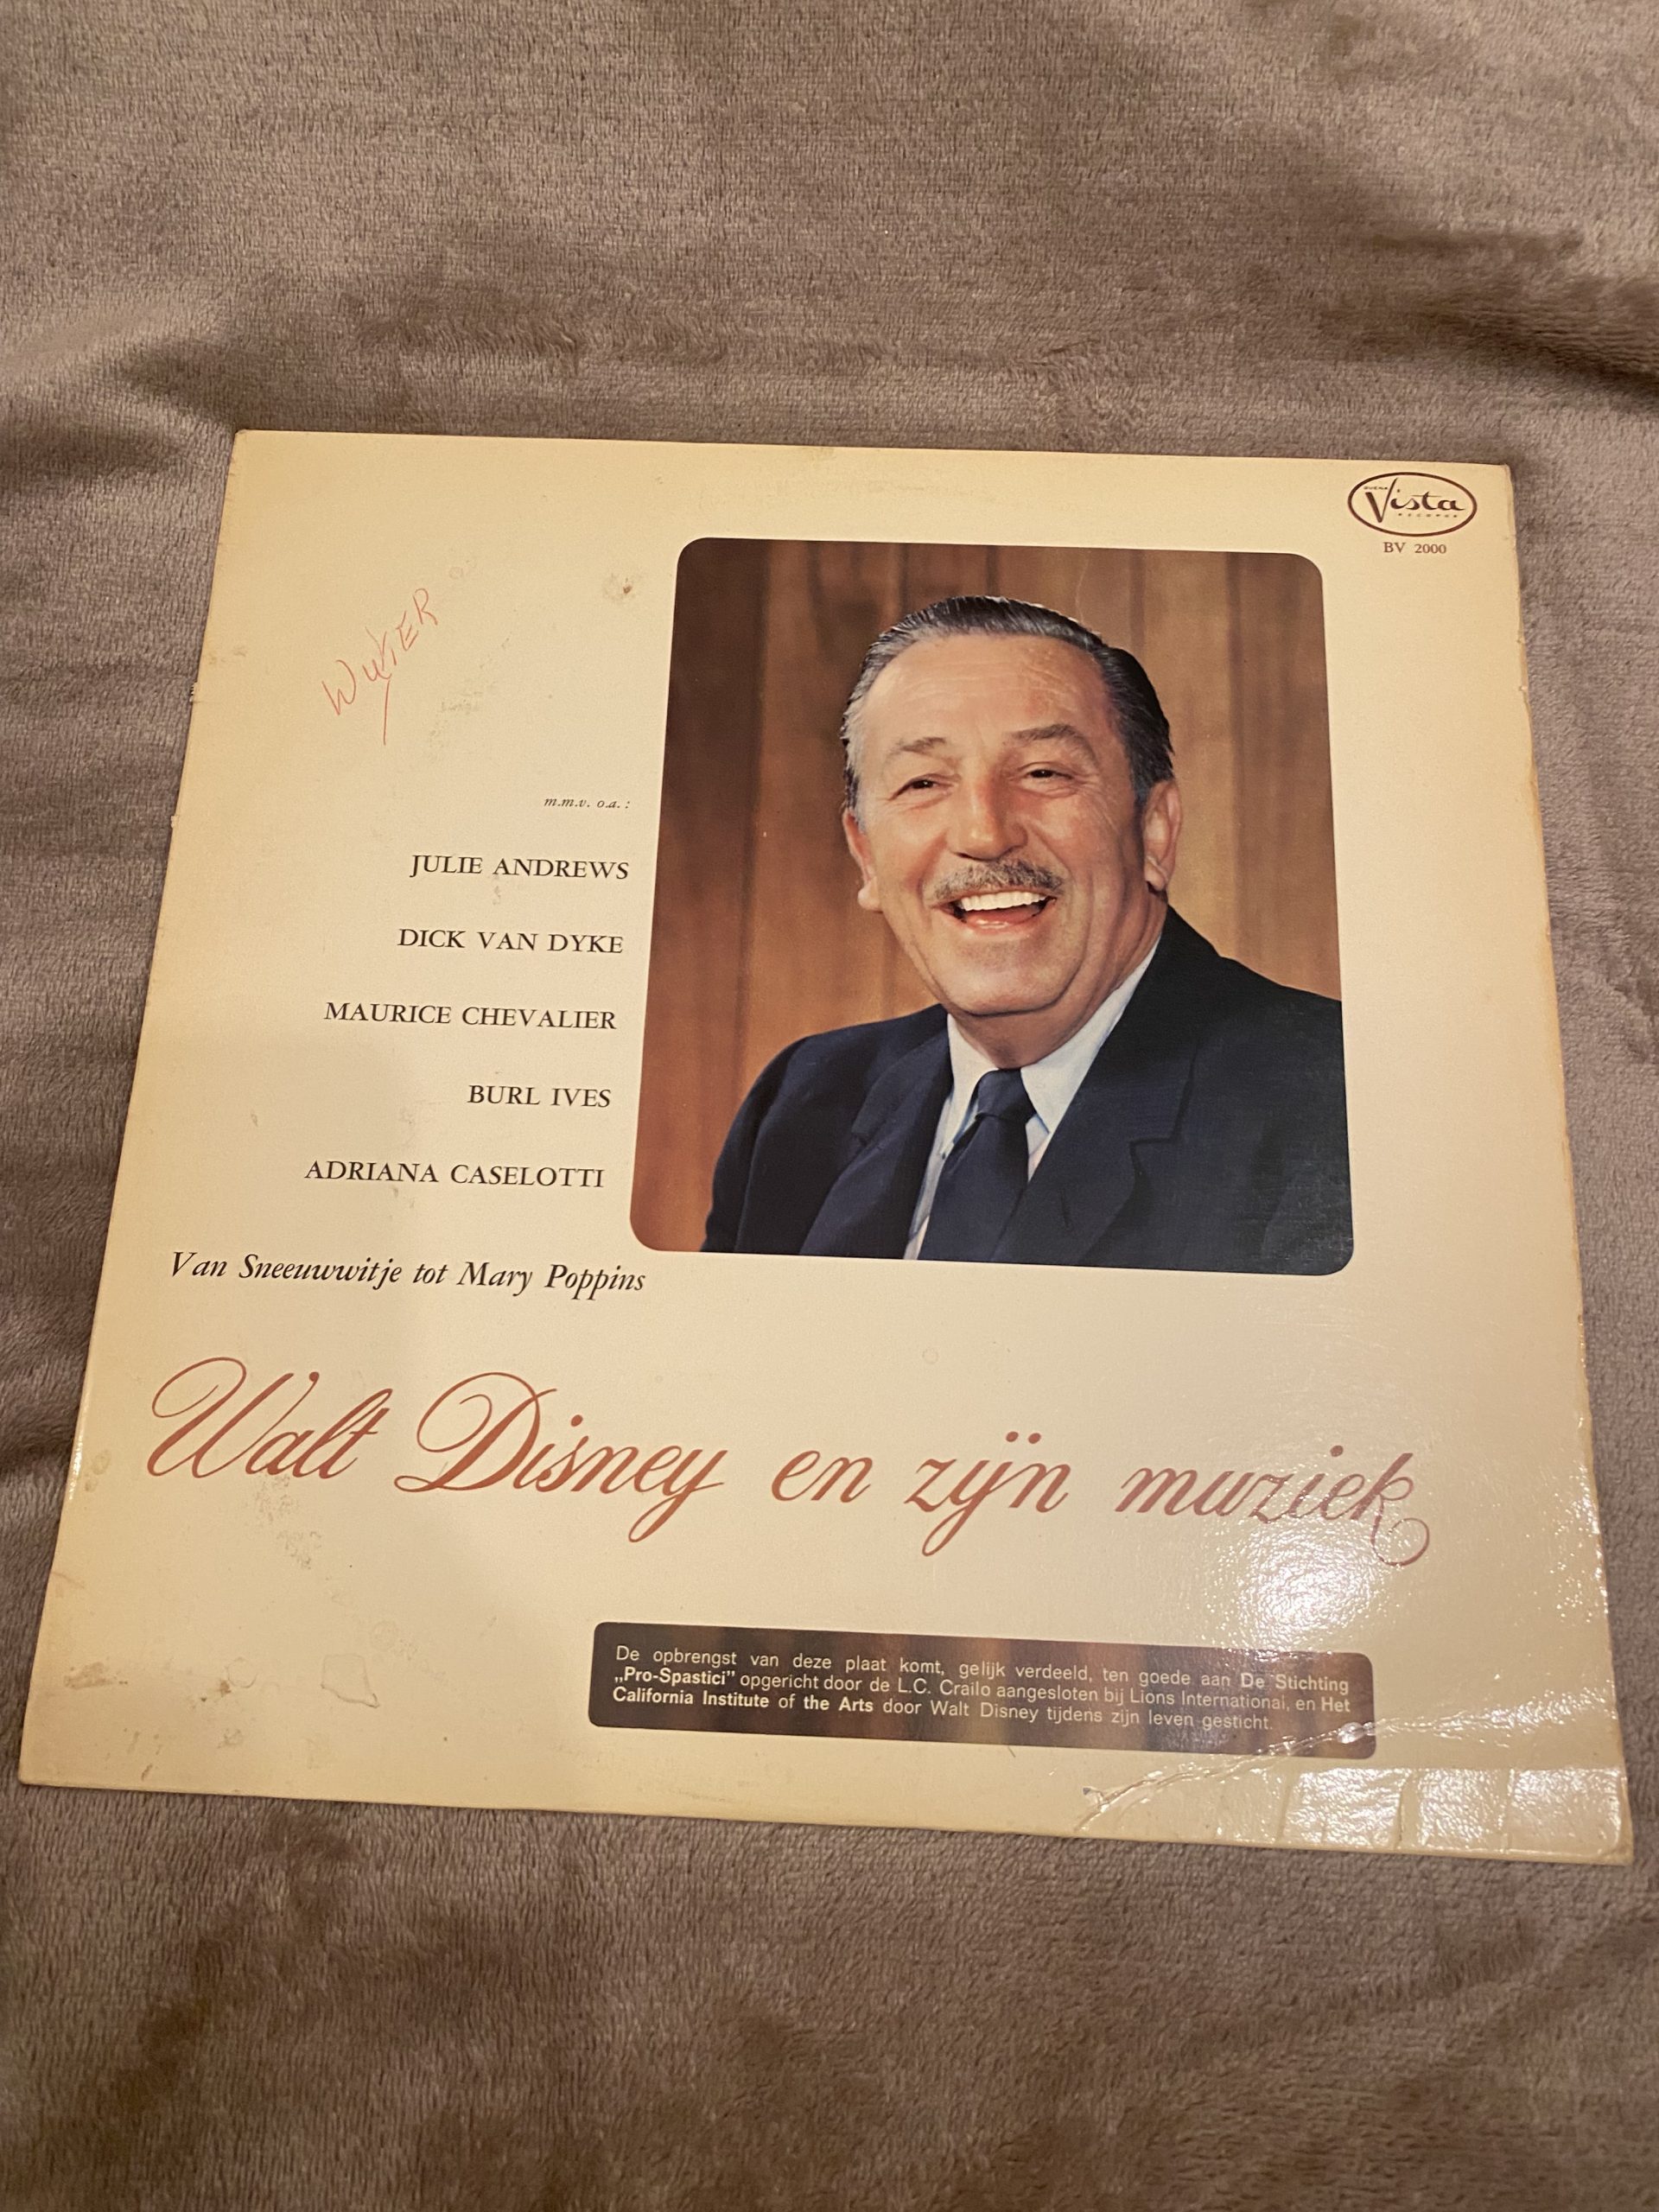 BUENA
Vista
RECORDS
BV 2000
m.m.v. o.a. :
JULIE ANDREWS
DICK VAN DYKE
MAURICE CHEVALIER
BURL IVES
ADRIANA CASELOTTI
Van Sneeuwwitje tot Mary Poppins
Walt Disney en zijn muziek
De opbrengst van deze plaat komt, gelijk verdeeld, ten goede aan De Stichting
„Pro-Spastici" opgericht door de L.C. Crailo aangesloten bij Lions International, en Het
California Institute of the Arts door Walt Disney tijdens zijn leven gesticht.